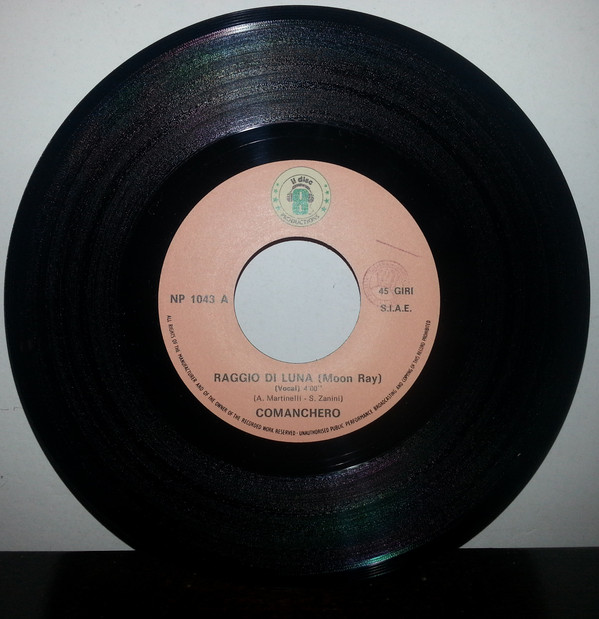 il disc
PRODUCTIONS
NP 1043 A
45 GIRI
S.I.A.E.
RAGGIO DI LUNA (Moon Ray)
(Vocal) 4'00"
(A. Martinelli - S. Zanini)
COMANCHERO
ALL RIGHTS OF THE MANUFACTURER AND OF THE OWNER OF THE RECORDED WORK RESERVED - UNAUTHORISED PUBLIC PERFORMANCE BROADCASTING AND COPYING OF THIS RECORD PROHIBITED